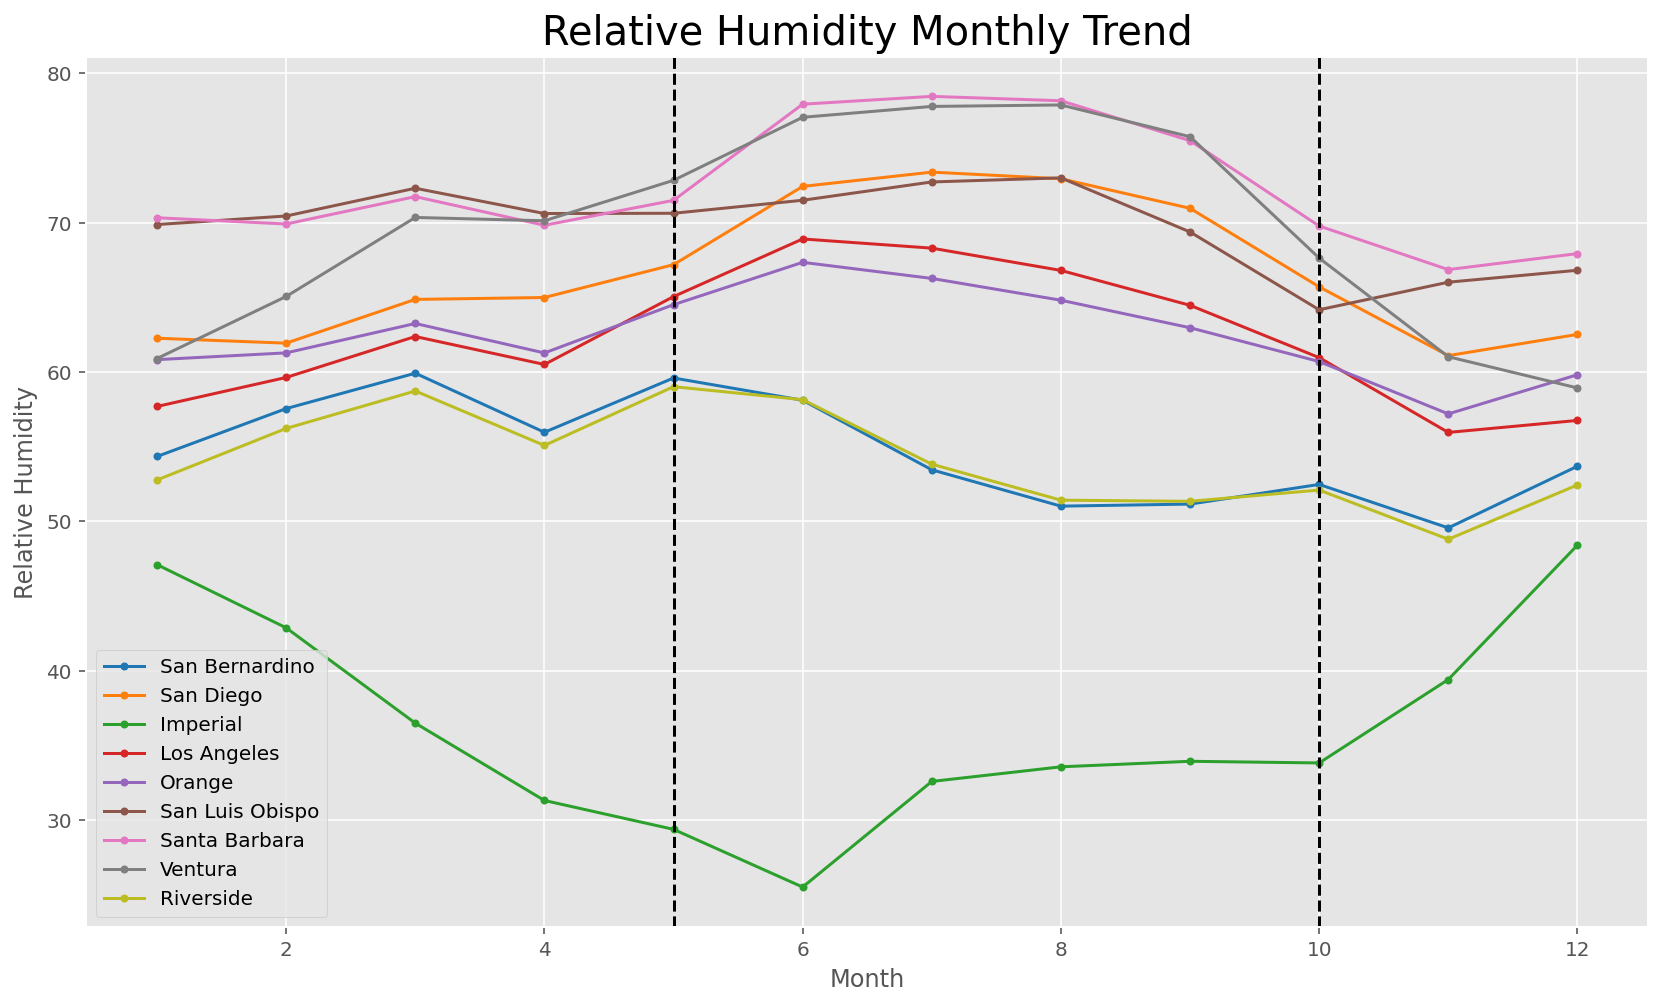 Relative Humidity Monthly Trend
80
70
60
50
40
30
Relative Humidity
San Bernardino
San Diego
Imperial
Los Angeles
Orange
San Luis Obispo
Santa Barbara
Ventura
Riverside
2 4 6 8 10 12
Month